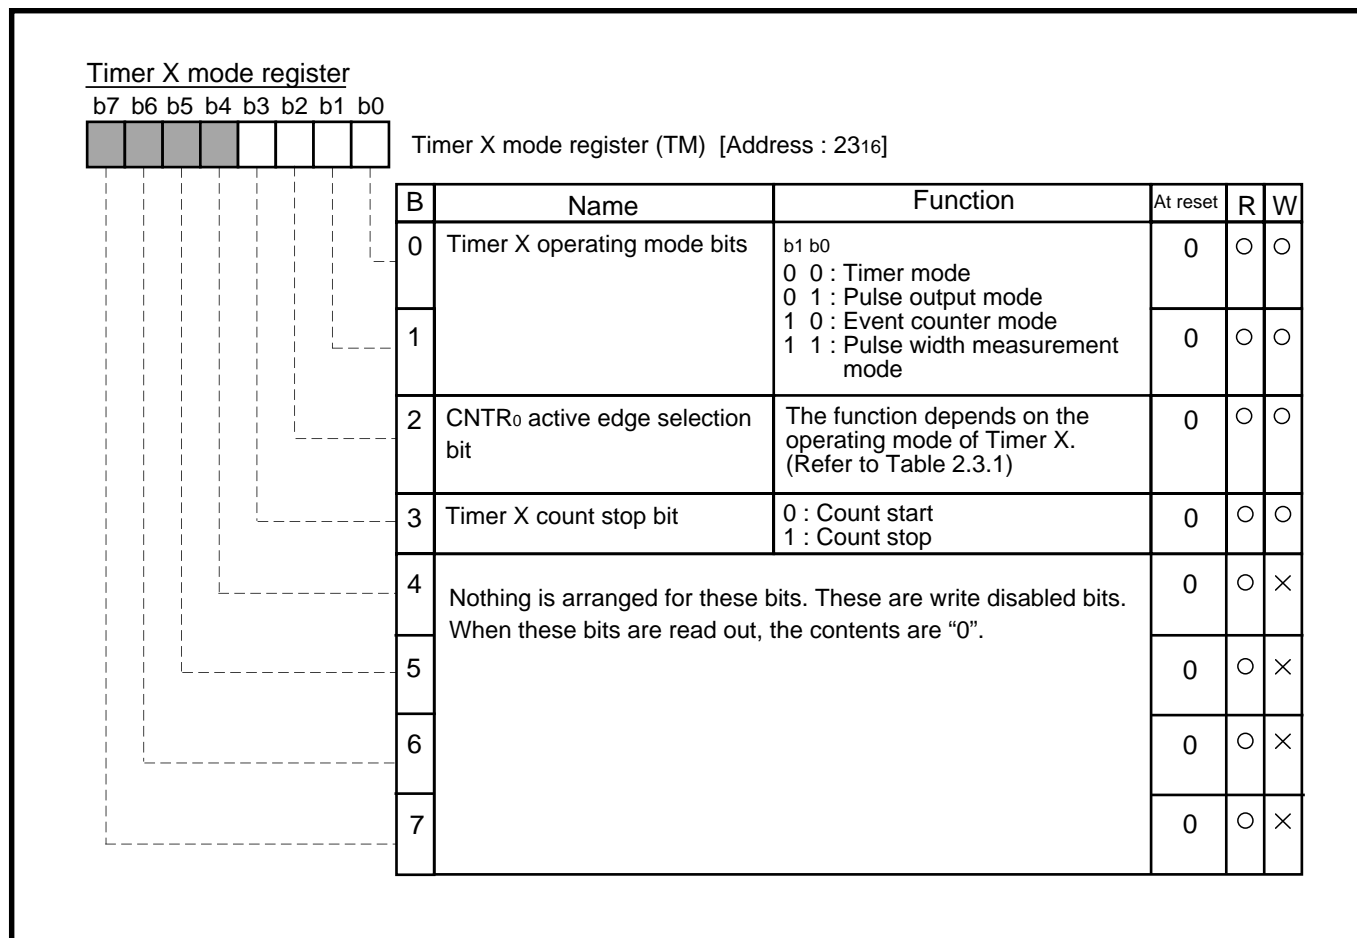 Timer X mode register
b7 b6 b5 b4 b3 b2 b1 b0
Timer X mode register (TM) [Address : 2316]
B Name Function At reset R W
0 Timer X operating mode bits b1 b0 0 ○ ○
0 0 : Timer mode
0 1 : Pulse output mode
1 0 : Event counter mode
1 1 1 : Pulse width measurement 0 ○ ○
mode
2 CNTR0 active edge selection The function depends on the 0 ○ ○
bit operating mode of Timer X.
(Refer to Table 2.3.1)
3 Timer X count stop bit 0 : Count start 0 ○ ○
1 : Count stop
4 Nothing is arranged for these bits. These are write disabled bits. 0 ○ ×
When these bits are read out, the contents are “0”.
5 0 ○ ×
6 0 ○ ×
7 0 ○ ×